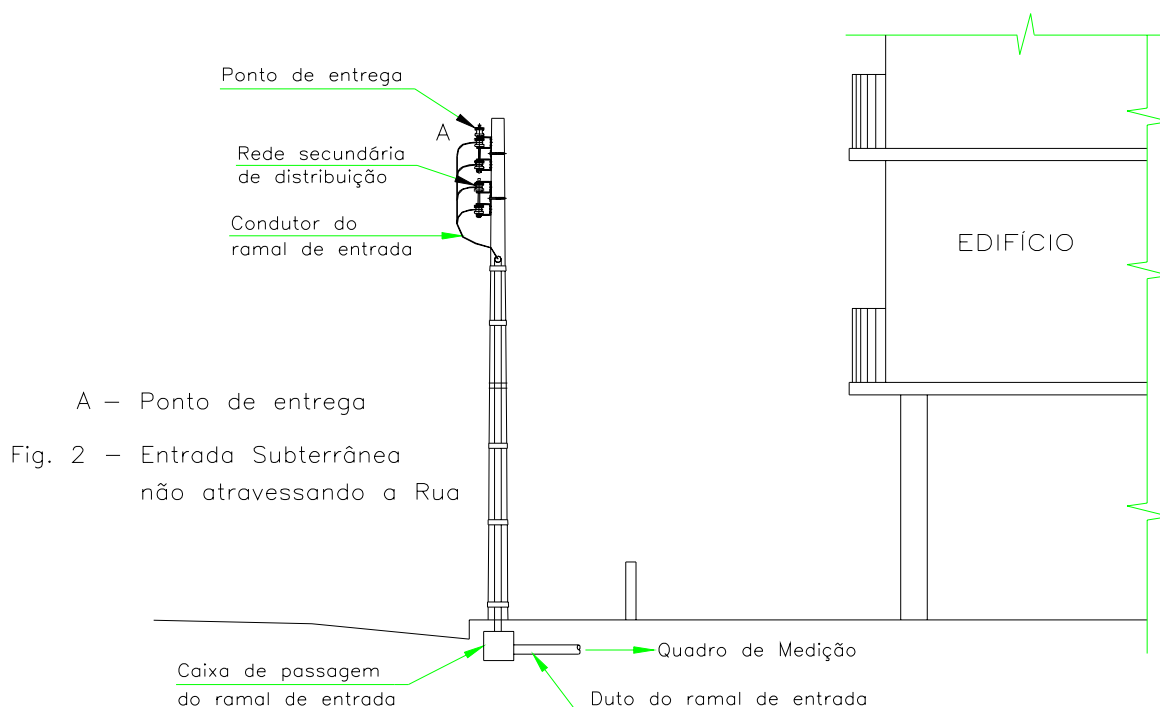 Ponto de entrega
A
Rede secundária
de distribuição
Condutor do
ramal de entrada
EDIFÍCIO
A – Ponto de entrega
Fig. 2 – Entrada Subterrânea
não atravessando a Rua
Quadro de Medição
Caixa de passagem
do ramal de entrada
Duto do ramal de entrada